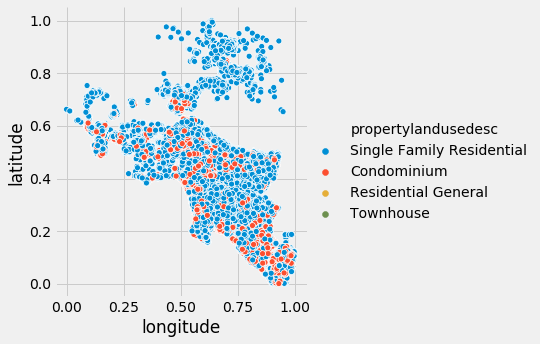 1.0
0.8
0.6
0.4
0.2
0.0
latitude
0.00 0.25 0.50 0.75 1.00
longitude
propertylandusedesc
Single Family Residential
Condominium
Residential General
Townhouse